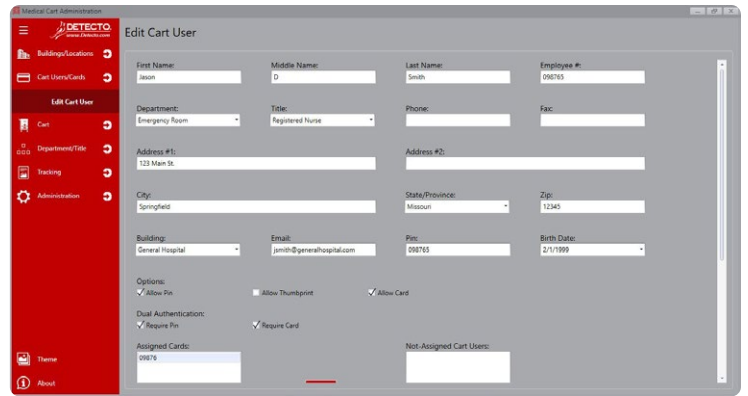 Medical Cart Administration
DETECTO.
www.Detecto.com
Edit Cart User
Buildings/Locations
Cart Users/Cards
Edit Cart User
Cart
Department/Title
Tracking
Administration
Theme
About
First Name: Middle Name: Last Name: Employee #:
Jason D Smith 098765
Department: Title: Phone: Fax:
Emergency Room Registered Nurse
Address #1: Address #2:
123 Main St.
City: State/Province: Zip:
Springfield Missouri 12345
Building: Email: Pin: Birth Date:
General Hospital jsmith@generalhospital.com 098765 2/1/1999
Options:
Allow Pin Allow Thumbprint Allow Card
Dual Authentication:
Require Pin Require Card
Assigned Cards: Not-Assigned Cart Users:
09876